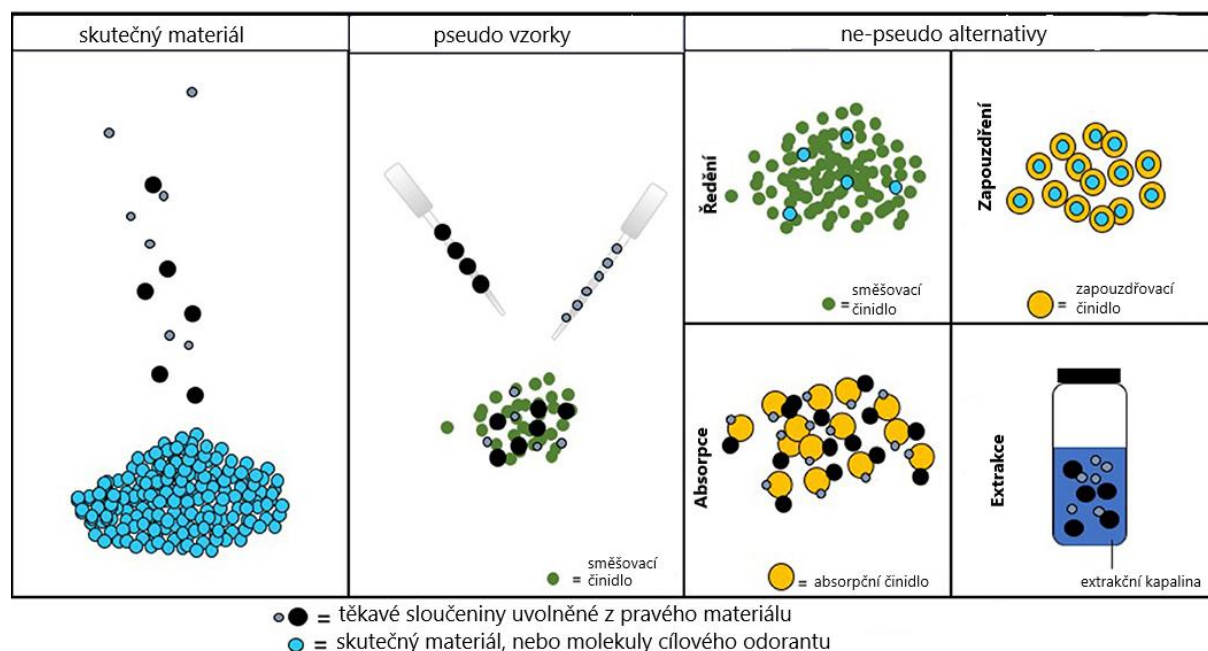 skutečný materiál
pseudo vzorky
ne-pseudo alternativy
Ředění
= směšovací
činidlo
Zapouzdření
= zapouzdřovací
činidlo
= směšovací
činidlo
Absorpce
= absorpční činidlo
Extrakce
extrakční kapalina
= těkavé sloučeniny uvolněné z pravého materiálu
= skutečný materiál, nebo molekuly cílového odorantu